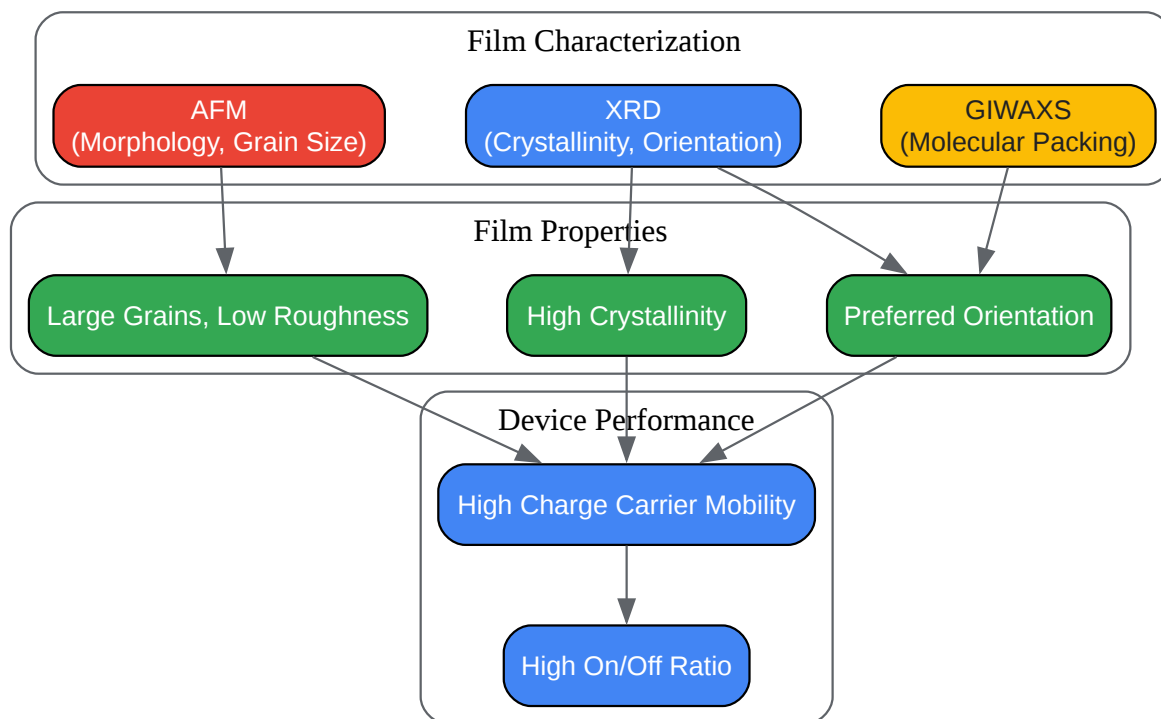 Film Characterization
AFM
(Morphology, Grain Size)
XRD
(Crystallinity, Orientation)
GIWAXS
(Molecular Packing)
Film Properties
Large Grains, Low Roughness
High Crystallinity
Preferred Orientation
Device Performance
High Charge Carrier Mobility
High On/Off Ratio